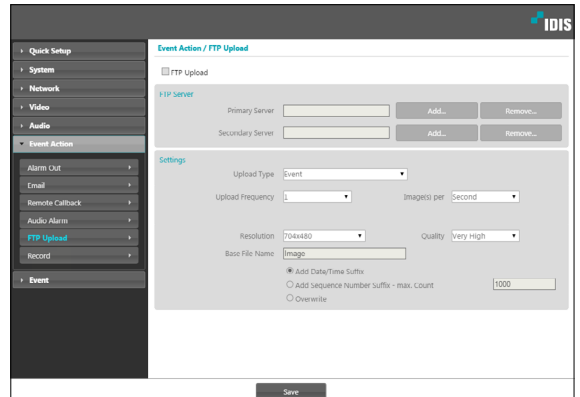 IDIS
Quick Setup
System
Network
Video
Audio
Event Action
Alarm Out
Email
Remote Callback
Audio Alarm
FTP Upload
Record
Event
Event Action / FTP Upload
FTP Upload
FTP Server
Primary Server Add... Remove...
Secondary Server Add... Remove...
Settings
Upload Type Event
Upload Frequency 1 Image(s) per Second
Resolution 704x480 Quality Very High
Base File Name Image
Add Date/Time Suffix
Add Sequence Number Suffix - max. Count 1000
Overwrite
Save